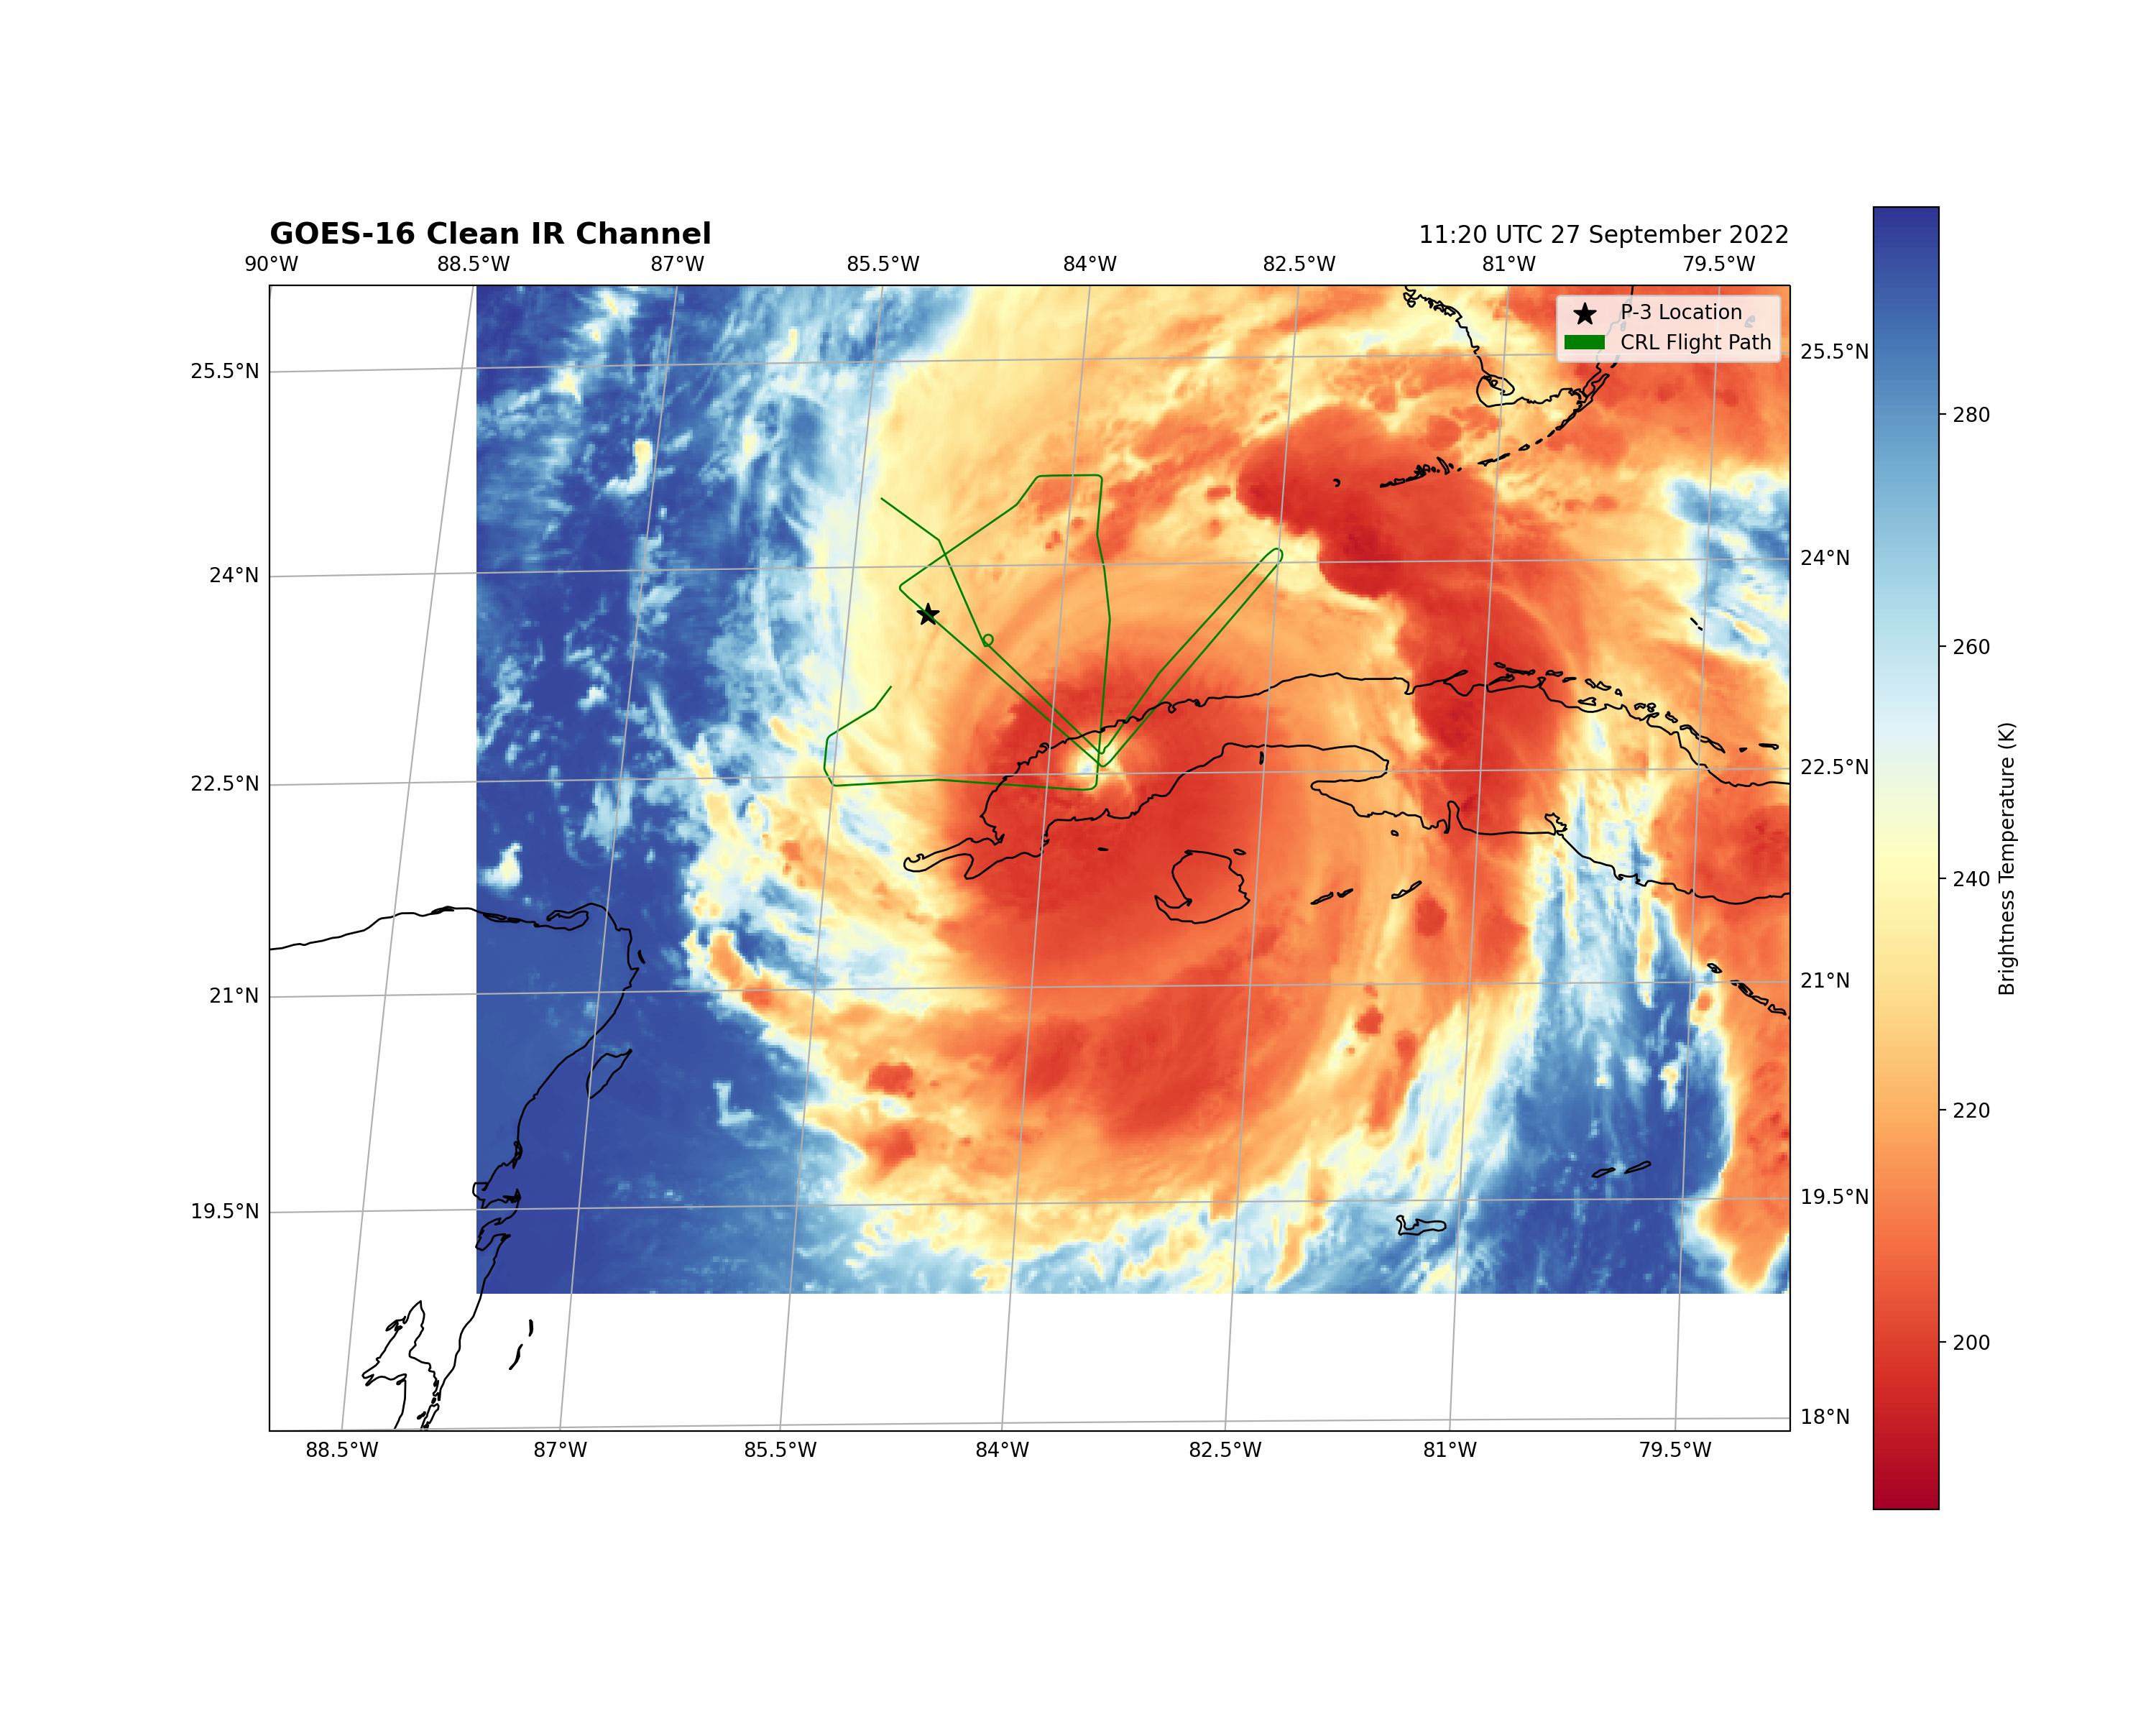 GOES-16 Clean IR Channel
11:20 UTC 27 September 2022
90°W 88.5°W 87°W 85.5°W 84°W 82.5°W 81°W 79.5°W
P-3 Location
CRL Flight Path
25.5°N
24°N
22.5°N
21°N
19.5°N
25.5°N
24°N
22.5°N
21°N
19.5°N
18°N
88.5°W 87°W 85.5°W 84°W 82.5°W 81°W 79.5°W
280
260
240
220
200
Brightness Temperature (K)